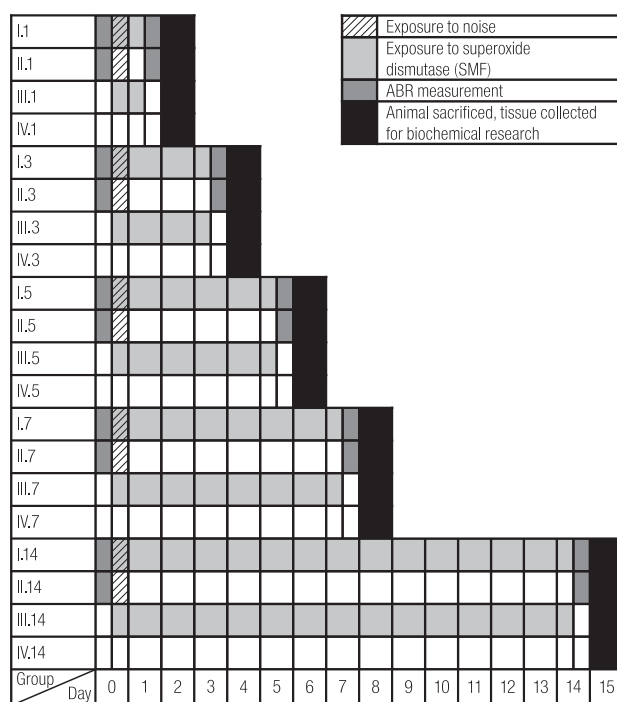 I.1
II.1
III.1
IV.1
I.3
II.3
III.3
IV.3
I.5
II.5
III.5
IV.5
I.7
II.7
III.7
IV.7
I.14
II.14
III.14
IV.14
Group
Day
0 1 2 3 4 5 6 7 8 9 10 11 12 13 14 15
Exposure to noise
Exposure to superoxide
dismutase (SMF)
ABR measurement
Animal sacrificed, tissue collected
for biochemical research